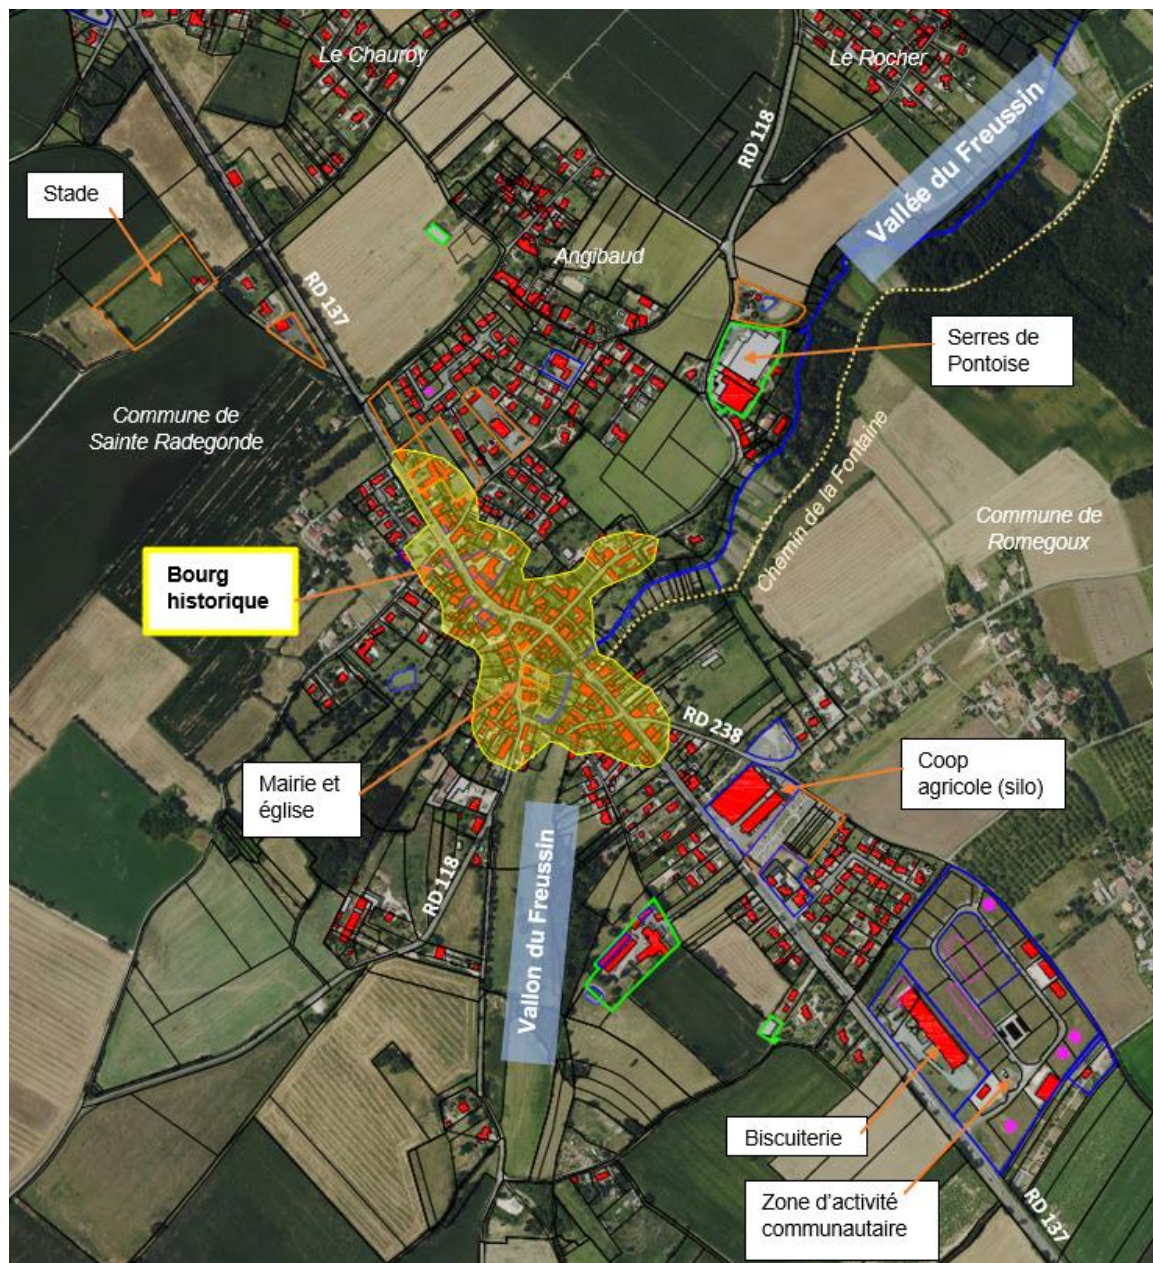 Le Chauroy
Le Rocher
RD 118
Vallée du Freussin
Stade
Angibaud
RD 137
Serres de
Pontoise
Commune de
Sainte Radegonde
Chemin de la Fontaine
Commune de
Romegoux
Bourg
historique
RD 238
Mairie et
église
Coop
agricole (silo)
RD 118
Vallon du Freussin
Biscuiterie
Zone d'activité
communautaire
RD 137